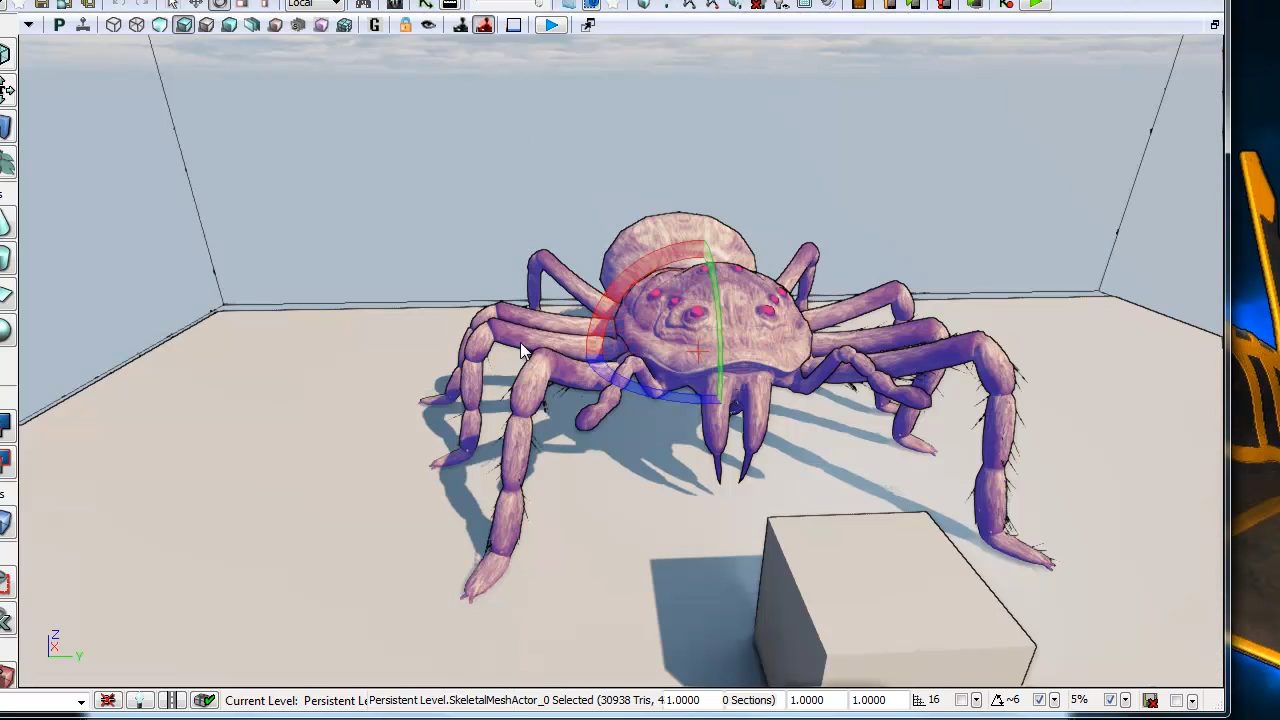 Local
P
G
Z
X
Y
Current Level: Persistent Le Persistent Level.SkeletalMeshActor_0 Selected (30938 Tris, 4 1.0000 0 Sections) 1.0000 1.0000 16 ~6 5%